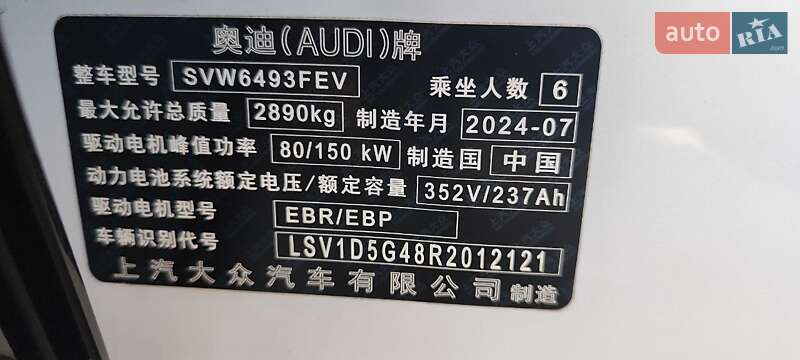 奥迪(AUDI)牌
整车型号 SVW6493FEV 乘坐人数 6
最大允许总质量 2890kg 制造年月 2024-07
驱动电机峰值功率 80/150 kW 制造国 中国
动力电池系统额定电压/额定容量 352V/237Ah
驱动电机型号 EBR/EBP
车辆识别代号 LSV1D5G48R2012121
上汽大众汽车有限公司 制造
auto RIA .com